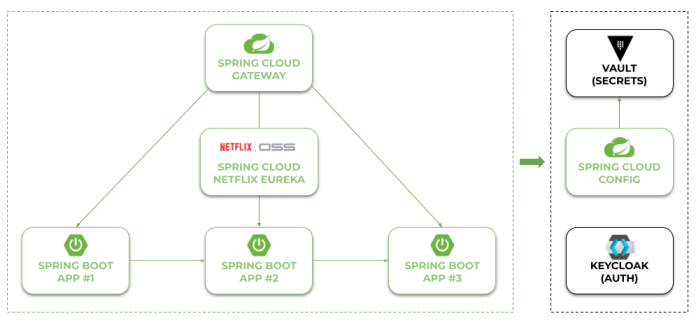 SPRING CLOUD
GATEWAY
NETFLIX OSS
SPRING CLOUD
NETFLIX EUREKA
SPRING BOOT
APP #1
SPRING BOOT
APP #2
SPRING BOOT
APP #3
VAULT
(SECRETS)
SPRING CLOUD
CONFIG
KEYCLOAK
(AUTH)